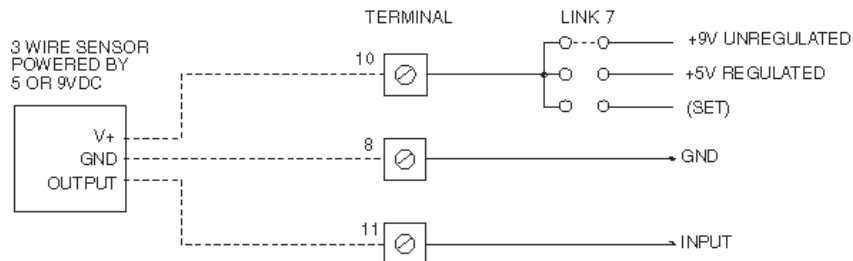 TERMINAL
LINK 7
3 WIRE SENSOR
POWERED BY
5 OR 9VDC
10
+9V UNREGULATED
+5V REGULATED
(SET)
V+
GND
OUTPUT
8
GND
11
INPUT